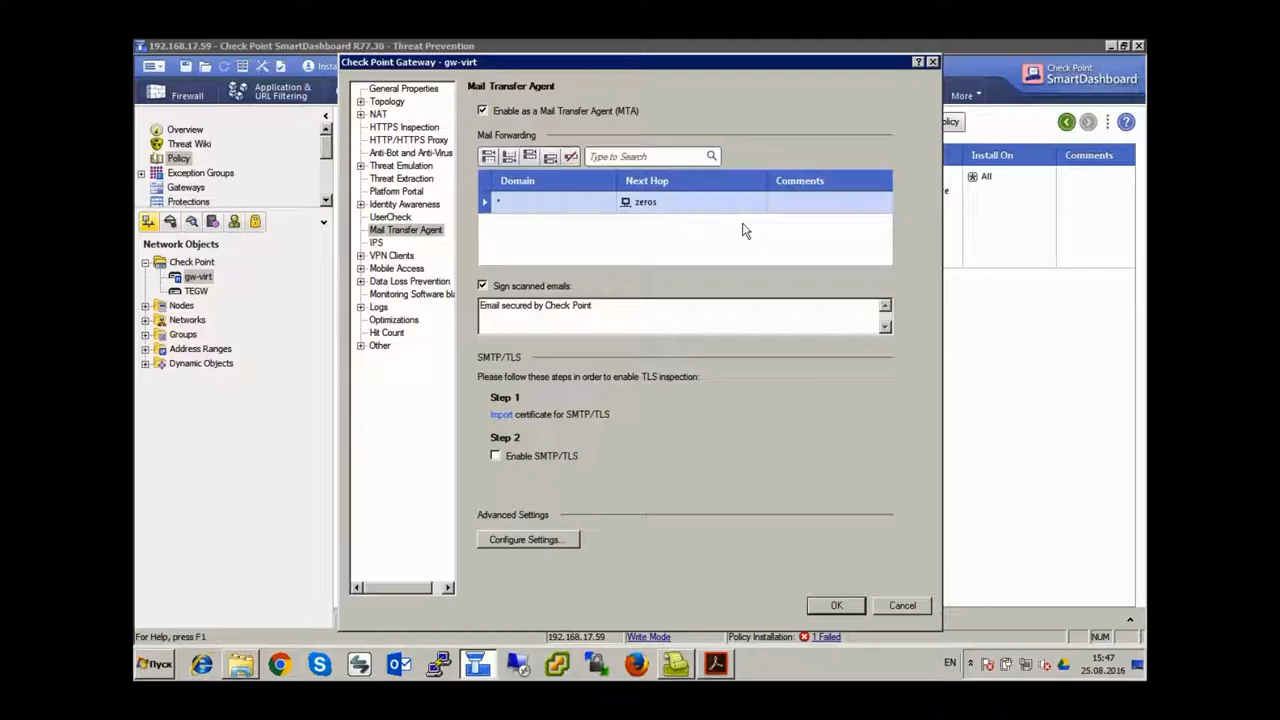 192.168.17.59 - Check Point SmartDashboard R77.30 - Threat Prevention
Check Point Gateway - gw-virt
Insta
Firewall
Application &
URL Filtering
More
Check Point
SmartDashboard
olicy
Overview
Threat Wiki
Policy
Exception Groups
Gateways
Protections
Network Objects
Check Point
gw-virt
TEGW
Nodes
Networks
Groups
Address Ranges
Dynamic Objects
General Properties
Topology
NAT
HTTPS Inspection
HTTP/HTTPS Proxy
Anti-Bot and Anti-Virus
Threat Emulation
Threat Extraction
Platform Portal
Identity Awareness
UserCheck
Mail Transfer Agent
IPS
VPN Clients
Mobile Access
Data Loss Prevention
Monitoring Software bla
Logs
Optimizations
Hit Count
Other
Mail Transfer Agent
Enable as a Mail Transfer Agent (MTA)
Mail Forwarding
Type to Search
Domain Next Hop Comments
* zeros
Sign scanned emails:
Email secured by Check Point
SMTP/TLS
Please follow these steps in order to enable TLS inspection:
Step 1
Import certificate for SMTP/TLS
Step 2
Enable SMTP/TLS
Advanced Settings
Configure Settings...
OK Cancel
Install On Comments
All
For Help, press F1 192.168.17.59 Write Mode Policy Installation: 1 Failed NUM
Пуск
EN
15:47
25.08.2016